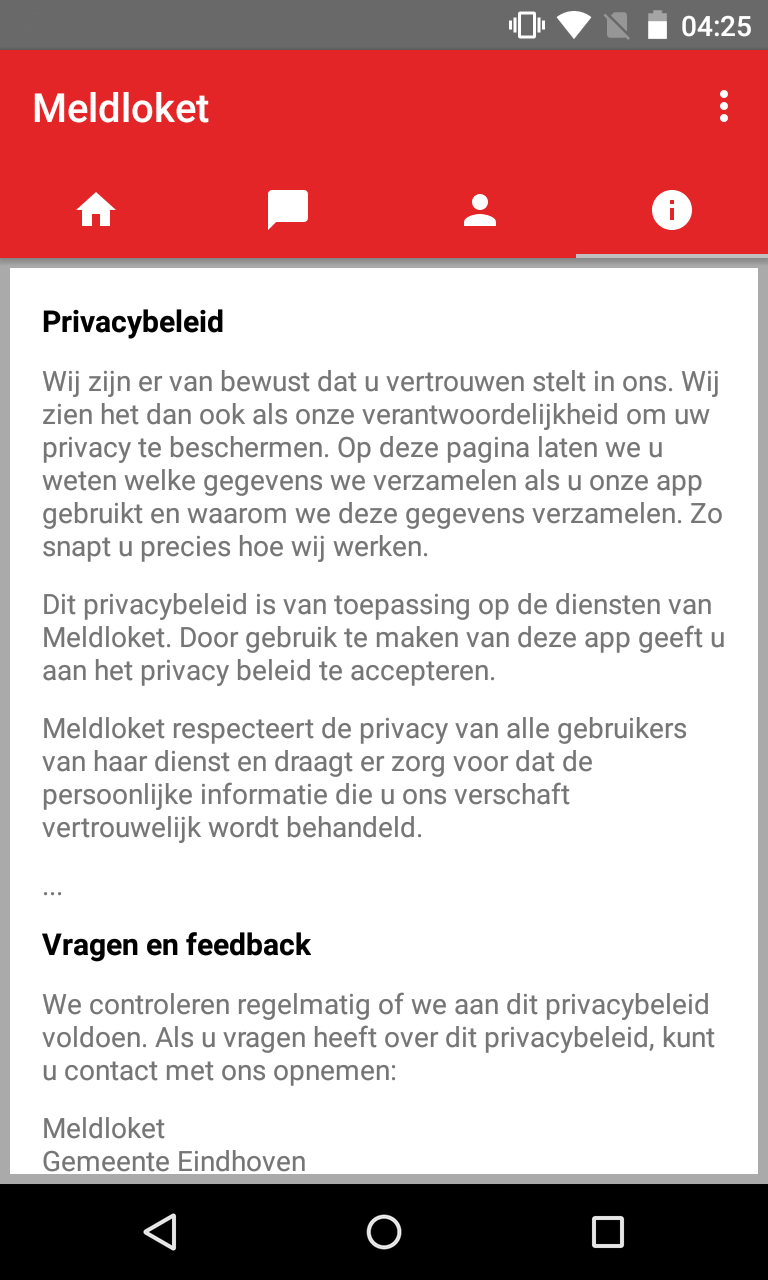 04:25
Meldloket
Privacybeleid
Wij zijn er van bewust dat u vertrouwen stelt in ons. Wij
zien het dan ook als onze verantwoordelijkheid om uw
privacy te beschermen. Op deze pagina laten we u
weten welke gegevens we verzamelen als u onze app
gebruikt en waarom we deze gegevens verzamelen. Zo
snapt u precies hoe wij werken.
Dit privacybeleid is van toepassing op de diensten van
Meldloket. Door gebruik te maken van deze app geeft u
aan het privacy beleid te accepteren.
Meldloket respecteert de privacy van alle gebruikers
van haar dienst en draagt er zorg voor dat de
persoonlijke informatie die u ons verschaft
vertrouwelijk wordt behandeld.
...
Vragen en feedback
We controleren regelmatig of we aan dit privacybeleid
voldoen. Als u vragen heeft over dit privacybeleid, kunt
u contact met ons opnemen:
Meldloket
Gemeente Eindhoven